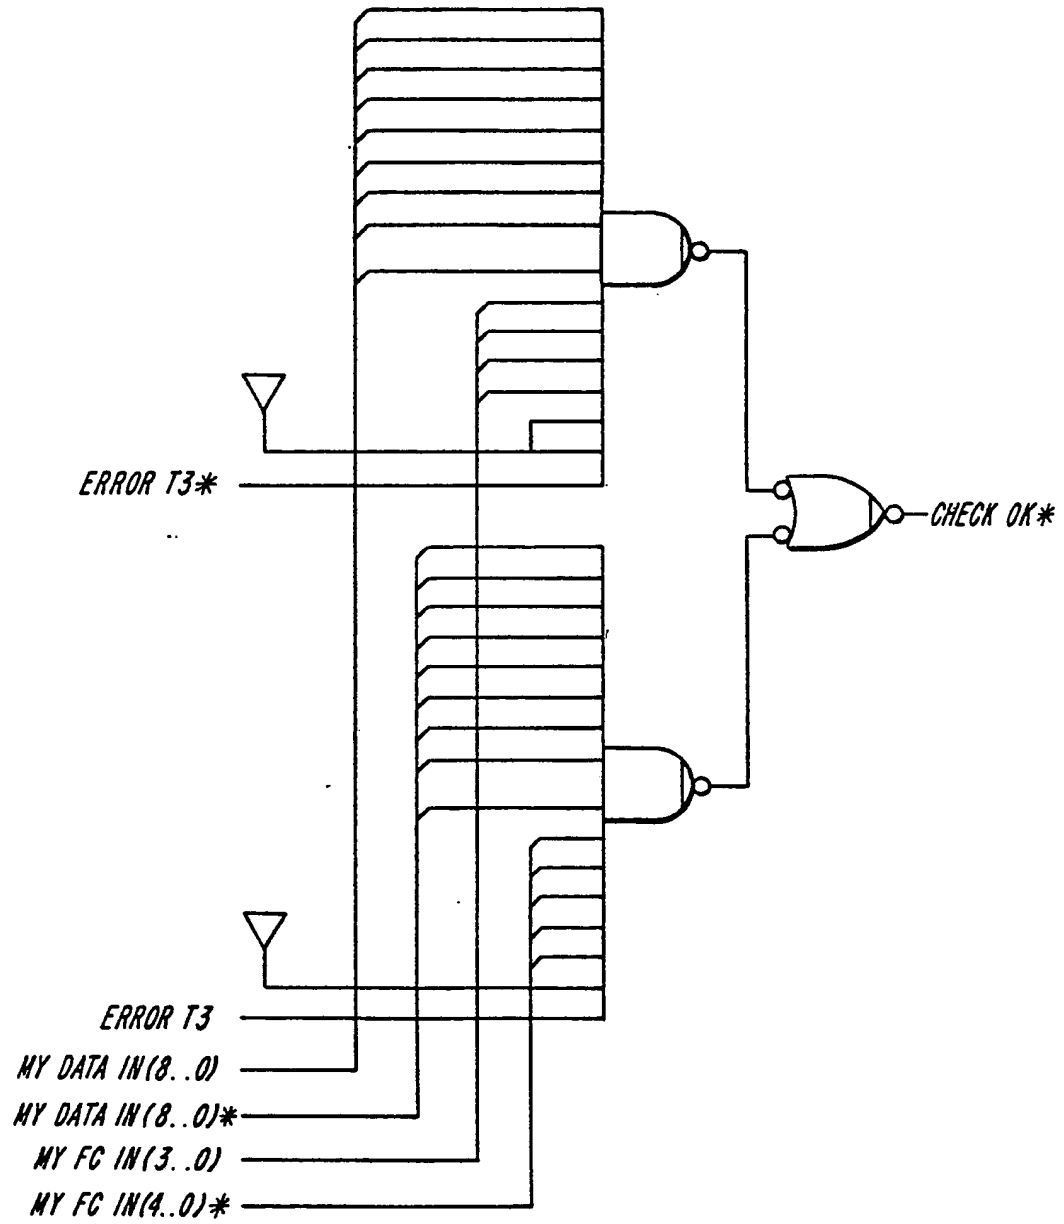 ERROR T3*
CHECK OK*
ERROR T3
MY DATA IN(8..0)
MY DATA IN(8..0)*
MY FC IN(3..0)
MY FC IN(4..0)*